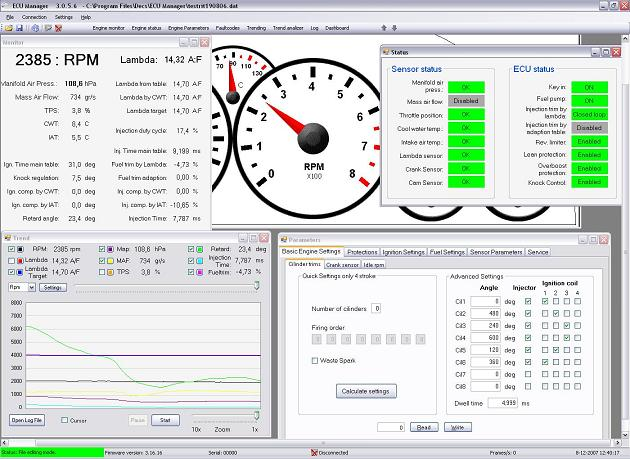 ECU Manager 3.0.5.6 - C:\Program Files\Decs\ECU Manager\testrit190806.dat
File Connection Settings Help
Engine monitor Engine status Engine Parameters Faultcodes Trending Trend analizer Log Dashboard
Monitor
2385 : RPM Lambda: 14,32 A:F
Manifold Air Press.: 108,6 hPa
Mass Air Flow: 734 gr/s
TPS: 3,8 %
CWT: 8,4 C
IAT: 5,5 C
Ign. Time main table: 31,0 deg
Knock regulation: 7,5 deg
Ign. comp. by CWT: 0,0 deg
Ign. comp. by IAT: 0,0 deg
Retard angle: 23,4 deg
Lambda from table: 14,70 A:F
Lambda by CWT: 14,70 A:F
Lambda target 14,70 A:F
Injection duty cycle: 17,4 %
Inj. Time main table: 9,199 ms
Fuel trim by Lambda: -4,73 %
Fuel trim adaption: 0,00 %
Inj. comp. by CWT: 0,00 %
Inj. comp. by IAT: -10,65 %
Injection Time: 7,787 ms
70 90 110 130
C
0 1 2 3 4 5 6 7 8
RPM
X100
Status
Sensor status
Manifold air press.: OK
Mass air flow.: Disabled
Throttle position: OK
Cool water temp.: OK
Intake air temp.: OK
Lambda sensor: OK
Crank Sensor: OK
Cam Sensor: OK
ECU status
Key in: ON
Fuel pump: ON
Injection trim by lambda: Closed loop
Injection trim by adaption table: Disabled
Rev. limiter: Enabled
Lean protection: Enabled
Overboost protection: Enabled
Knock Control: Enabled
Trend
RPM: 2385 rpm Map: 108,6 hPa Retard: 23,4 deg
Lambda 14,32 A/F MAF: 734 gr/s Injection Time: 7,787 ms
Lambda Target 14,70 A/F TPS: 3,8 % Fueltrim: -4,73 %
Rpm Settings
8000
7000
6000
5000
4000
3000
2000
1000
0
Open Log File Cursor Pause Start 10x Zoom 1x
Parameters
Basic Engine Settings Protections Ignition Settings Fuel Settings Sensor Parameters Service
Cilinder trims Crank sensor Idle rpm
Quick Settings only 4 stroke
Number of cilinders 0
Firing order
0 0 0 0 0 0 0 0
Waste Spark
Calculate settings
Advanced Settings
Angle Injector Ignition coil
1 2 3 4
Cil1 0 deg
Cil2 480 deg
Cil3 240 deg
Cil4 600 deg
Cil5 120 deg
Cil6 360 deg
Cil7 0 deg
Cil8 0 deg
Dwell time 4,999 ms
0 Read Write
Status: File editing mode. Firmware version: 3.16.16 Serial: 00000 Disconnected Frames/s: 0 8-12-2007 12:40:17